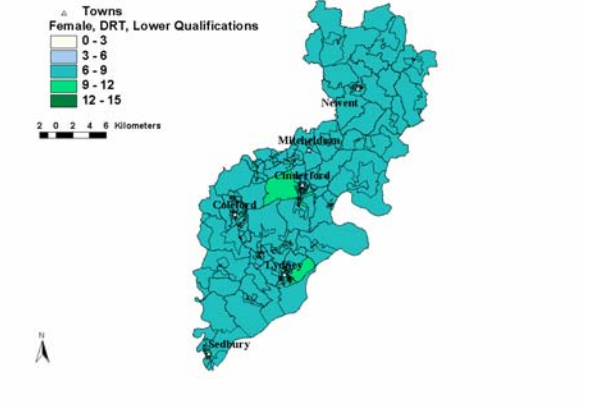 Towns
Female, DRT, Lower Qualifications
0 - 3
3 - 6
6 - 9
9 - 12
12 - 15
2 0 2 4 6 Kilometers
Newent
Mitcheldean
Cinderford
Coleford
Lydney
N
Sedbury